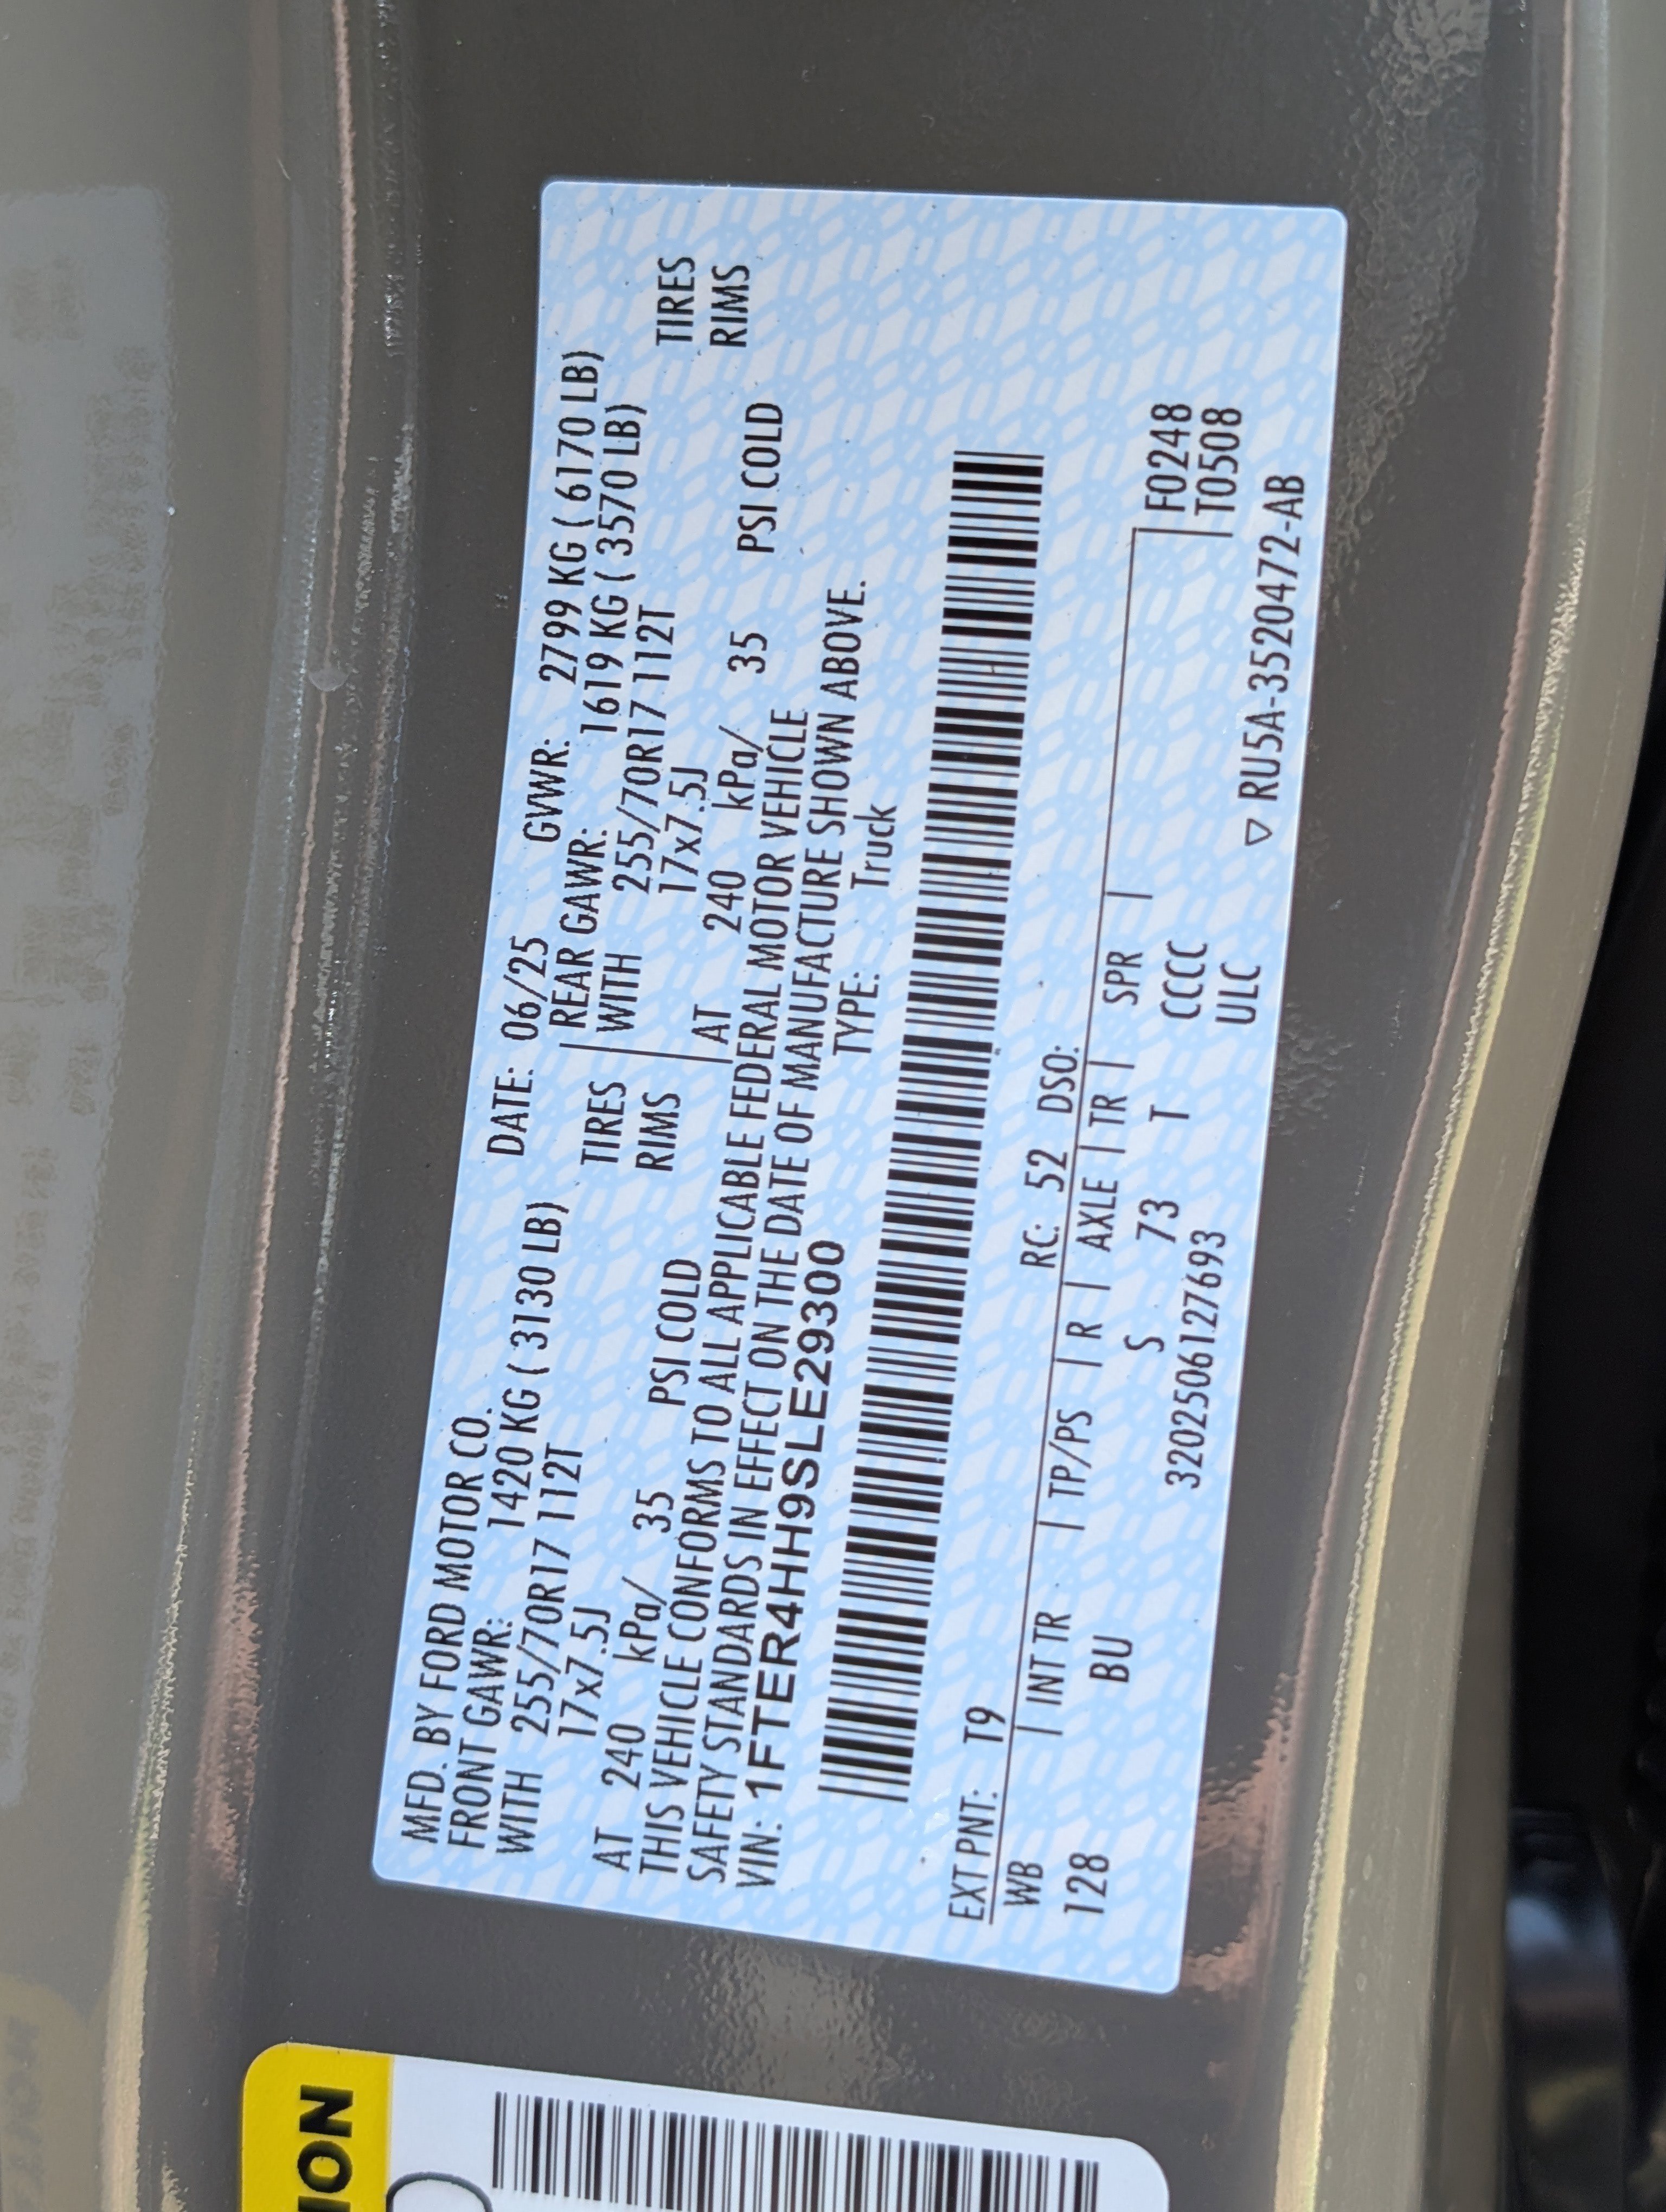 MFD. BY FORD MOTOR CO.
DATE: 06/25 GVWR: 2799 KG ( 6170 LB)
FRONT GAWR: 1420 KG ( 3130 LB) REAR GAWR: 1619 KG ( 3570 LB)
WITH 255/70R17 112T TIRES WITH 255/70R17 112T TIRES
17x7.5J RIMS 17x7.5J RIMS
AT 240 kPa/ 35 PSI COLD AT 240 kPa/ 35 PSI COLD
THIS VEHICLE CONFORMS TO ALL APPLICABLE FEDERAL MOTOR VEHICLE
SAFETY STANDARDS IN EFFECT ON THE DATE OF MANUFACTURE SHOWN ABOVE.
VIN: 1FTER4HH9SLE29300 TYPE: Truck
EXT PNT: T9 RC: 52 DSO:
WB | INT TR | TP/PS | R | AXLE | TR | SPR | F0248
128 BU S 73 T CCCC T0508
32025061 27693 ULC
▽ RU5A-3520472-AB
ION